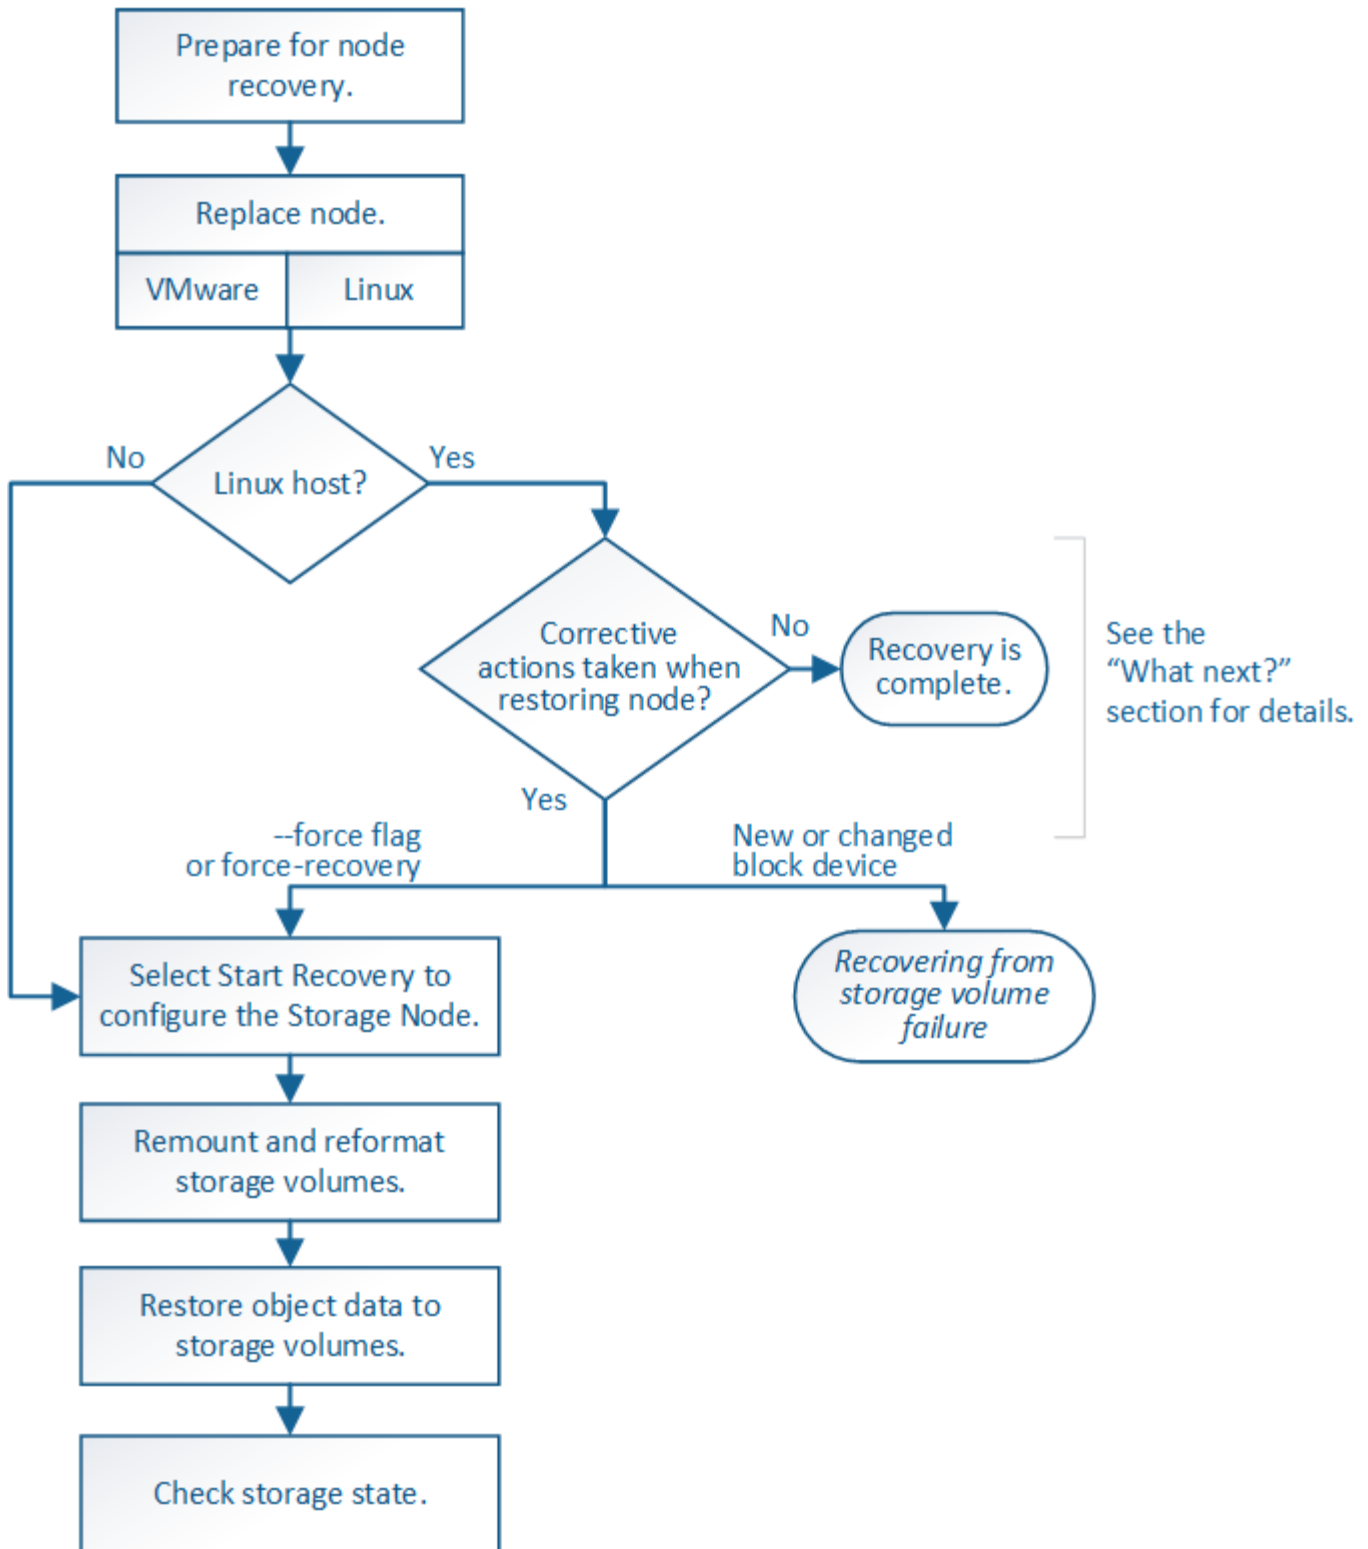 Prepare for node
recovery.
Replace node.
VMware
Linux
Linux host?
No
Yes
Corrective
actions taken when
restoring node?
No
Recovery is
complete.
See the
“What next?”
section for details.
Yes
--force flag
or force-recovery
New or changed
block device
Select Start Recovery to
configure the Storage Node.
Recovering from
storage volume
failure
Remount and reformat
storage volumes.
Restore object data to
storage volumes.
Check storage state.